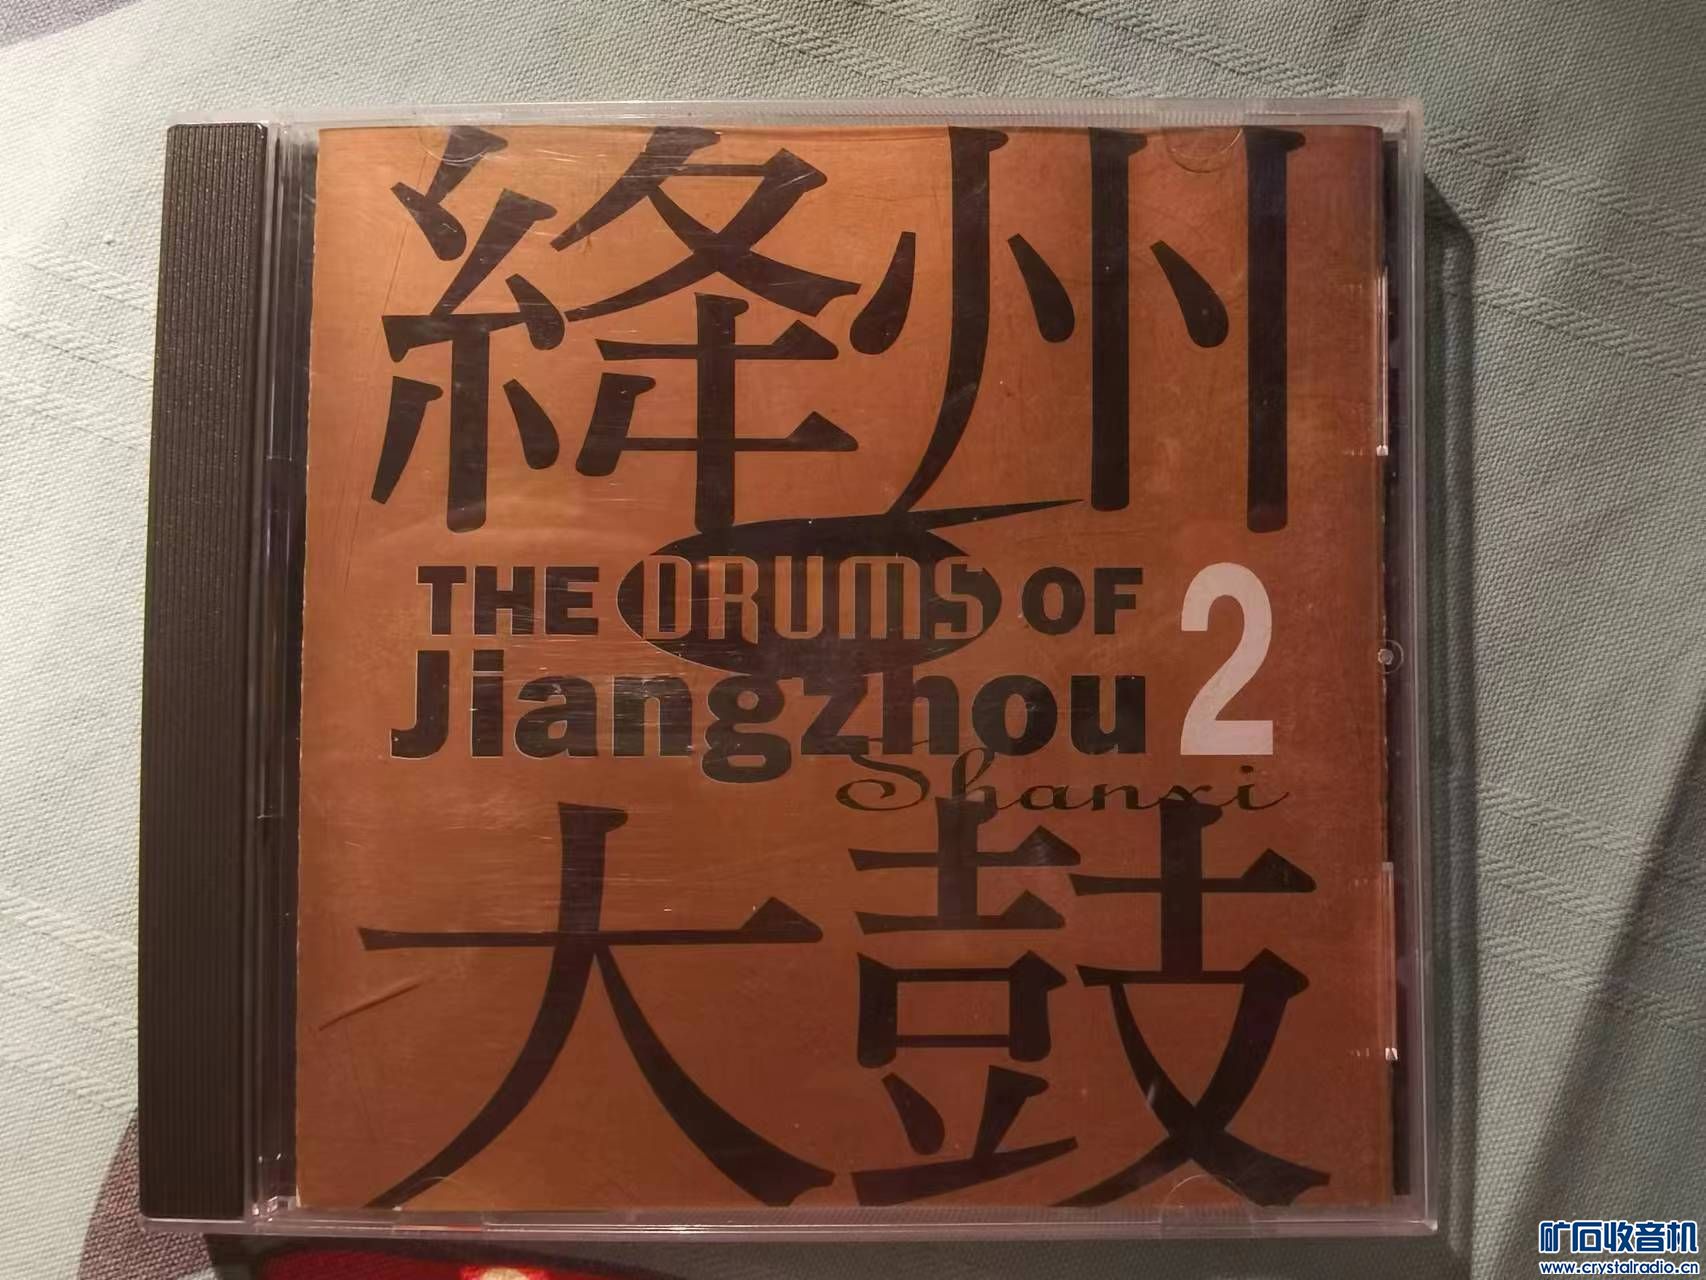 絳州
THE DRUMS OF
Jiangzhou 2
Shanxi
大鼓
矿石收音机
www.crystalradio.cn